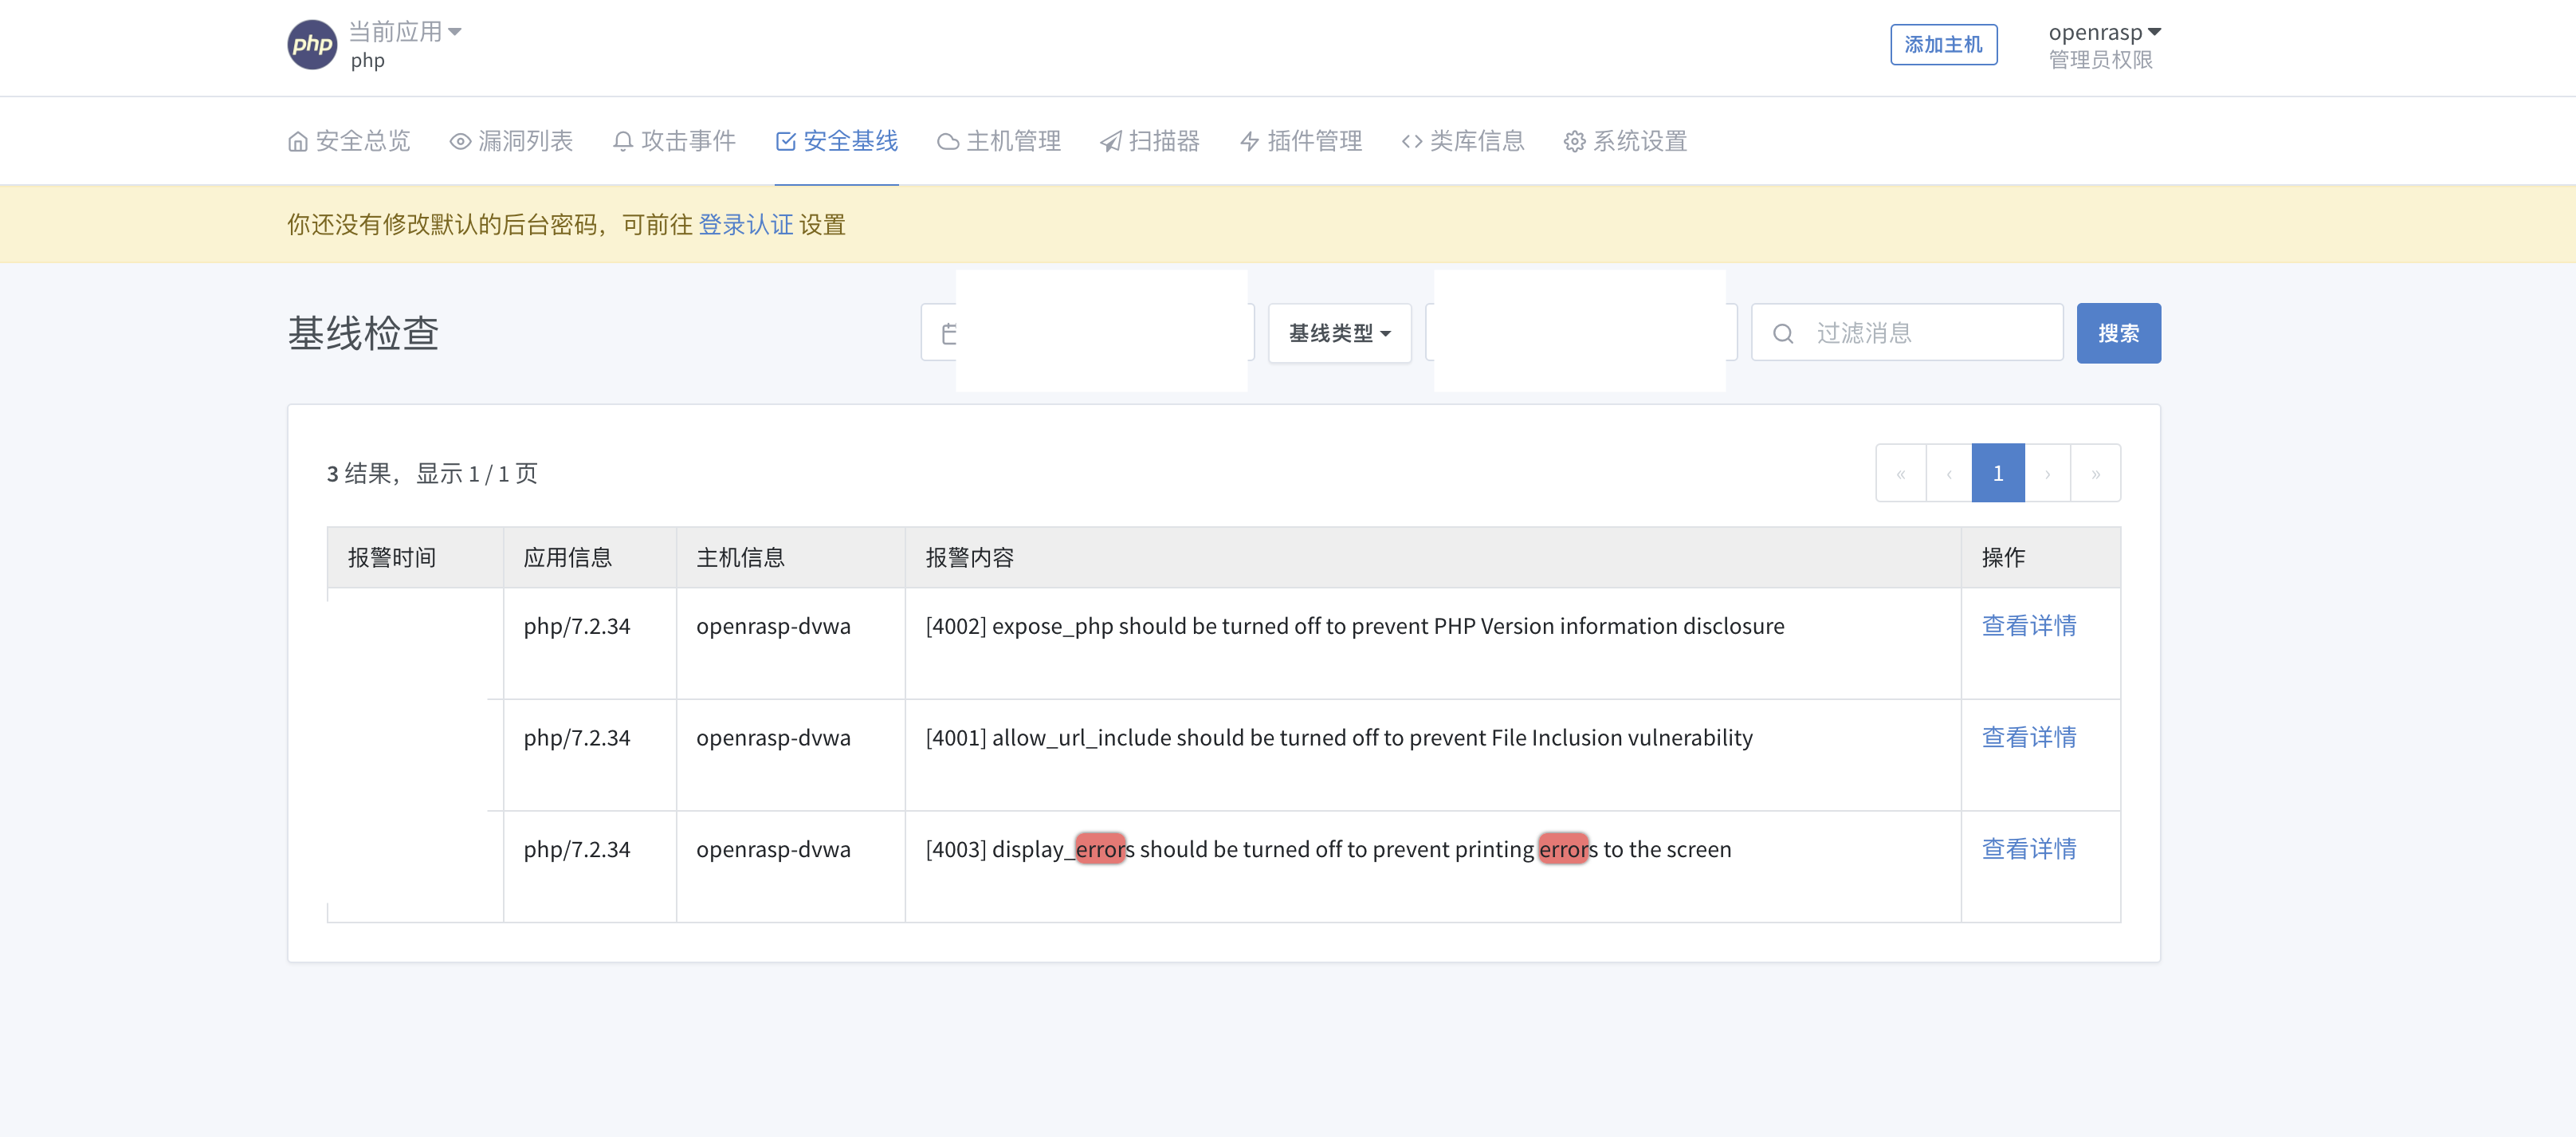 php 当前应用
php
添加主机
openrasp
管理员权限
安全总览 漏洞列表 攻击事件 安全基线 主机管理 扫描器 插件管理 类库信息 系统设置
你还没有修改默认的后台密码，可前往 登录认证 设置
基线检查
基线类型
过滤消息
搜索
3 结果，显示 1 / 1 页
« ‹ 1 › »
报警时间 应用信息 主机信息 报警内容 操作
php/7.2.34 openrasp-dvwa [4002] expose_php should be turned off to prevent PHP Version information disclosure 查看详情
php/7.2.34 openrasp-dvwa [4001] allow_url_include should be turned off to prevent File Inclusion vulnerability 查看详情
php/7.2.34 openrasp-dvwa [4003] display_errors should be turned off to prevent printing errors to the screen 查看详情